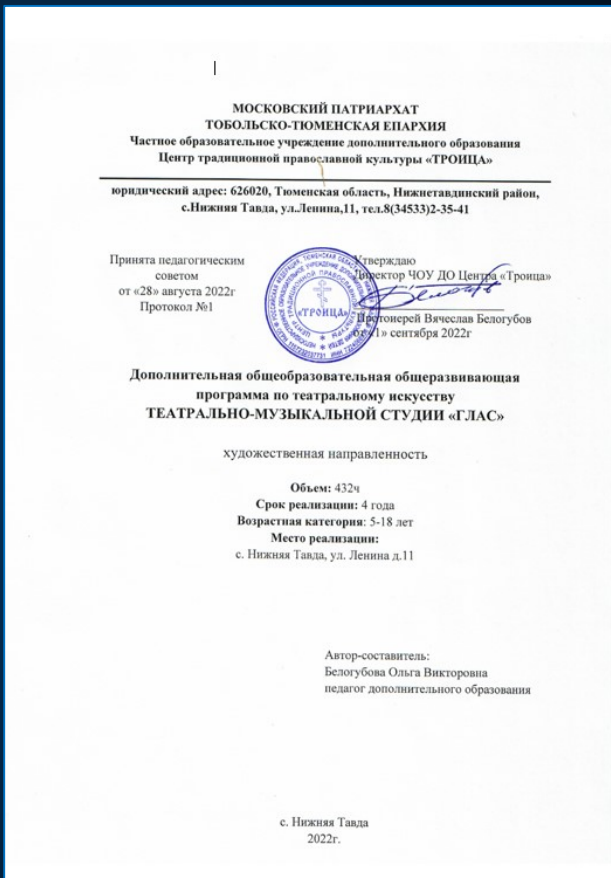 МОСКОВСКИЙ ПАТРИАРХАТ
ТОБОЛЬСКО-ТЮМЕНСКАЯ ЕПАРХИЯ
Частное образовательное учреждение дополнительного образования
Центр традиционной православной культуры «ТРОИЦА»
юридический адрес: 626020, Тюменская область, Нижнетавдинский район,
с.Нижняя Тавда, ул.Ленина,11, тел.8(34533)2-35-41
Принята педагогическим
советом
от «28» августа 2022г
Протокол №1
«ТРОИЦА»
Утверждаю
Директор ЧОУ ДО Центра «Троица»
Протоиерей Вячеслав Белогубов
от «1» сентября 2022г
Дополнительная общеобразовательная общеразвивающая
программа по театральному искусству
ТЕАТРАЛЬНО-МУЗЫКАЛЬНОЙ СТУДИИ «ГЛАС»
художественная направленность
Объем: 432ч
Срок реализации: 4 года
Возрастная категория: 5-18 лет
Место реализации:
с. Нижняя Тавда, ул. Ленина д.11
Автор-составитель:
Белогубова Ольга Викторовна
педагог дополнительного образования
с. Нижняя Тавда
2022г.